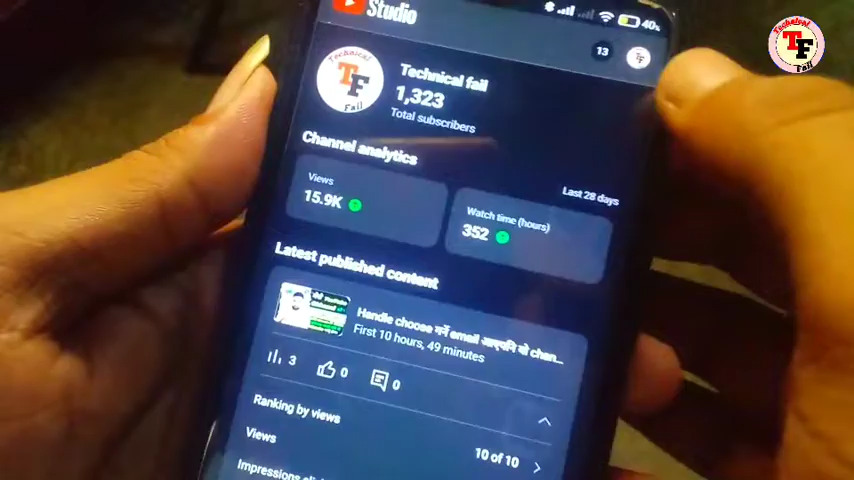 Studio
40%
13
Technical
TF
Fail
Technical fail
1,323
Total subscribers
Channel analytics
Last 28 days
Views
15.9K
Watch time (hours)
352
Latest published content
Handle choose गर्ने email आएपनि यो chan...
First 10 hours, 49 minutes
3
0
0
Ranking by views
Views
10 of 10
Technical
TF
Fail